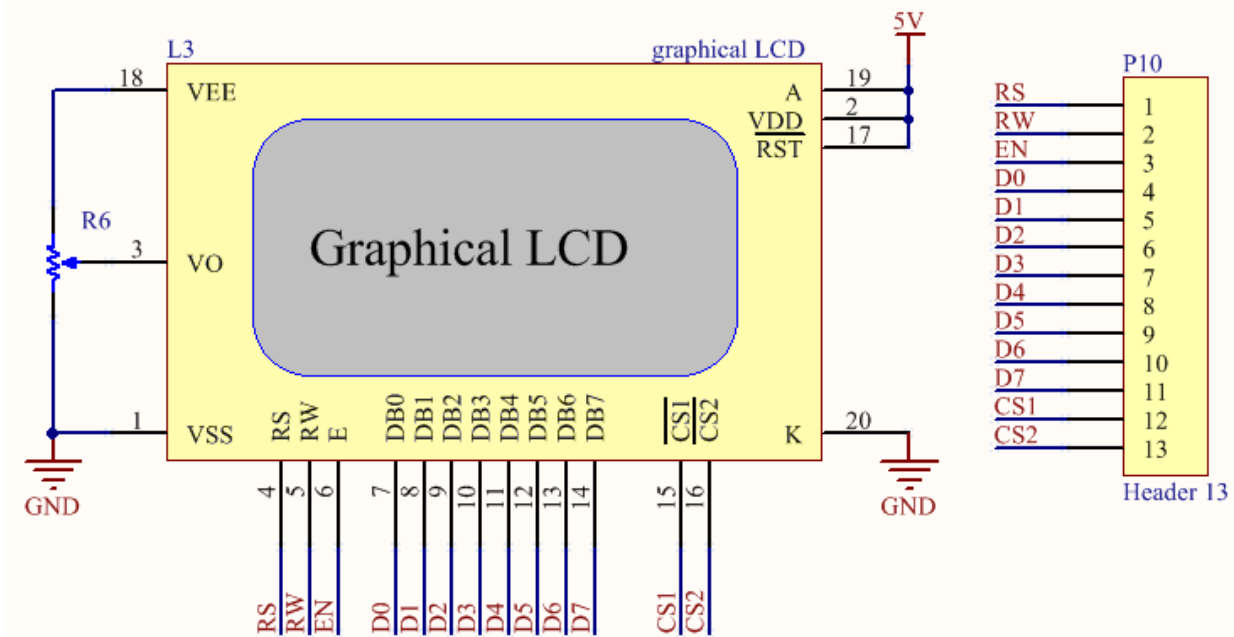 5V
L3
graphical LCD
P10
18
VEE
A
19
VDD
2
RST
17
R6
3
VO
Graphical LCD
1
VSS
RS
RW
E
DB0
DB1
DB2
DB3
DB4
DB5
DB6
DB7
CS1
CS2
K
20
GND
GND
4
5
6
7
8
9
10
11
12
13
14
15
16
RS
RW
EN
D0
D1
D2
D3
D4
D5
D6
D7
CS1
CS2
RS 1
RW 2
EN 3
D0 4
D1 5
D2 6
D3 7
D4 8
D5 9
D6 10
D7 11
CS1 12
CS2 13
Header 13